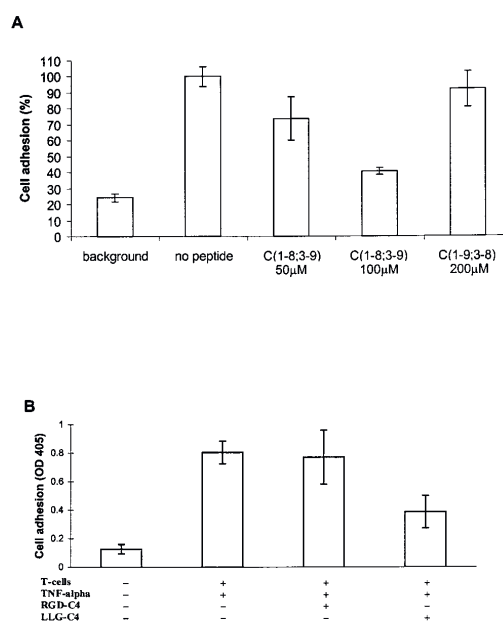 A
Cell adhesion (%)
110
100
90
80
70
60
50
40
30
20
10
0
background
no peptide
C(1-8;3-9)
50µM
C(1-8;3-9)
100µM
C(1-9;3-8)
200µM
B
Cell adhesion (OD 405)
1
0.8
0.6
0.4
0.2
0
T-cells – + + +
TNF-alpha – + + +
RGD-C4 – – + –
LLG-C4 – – – +